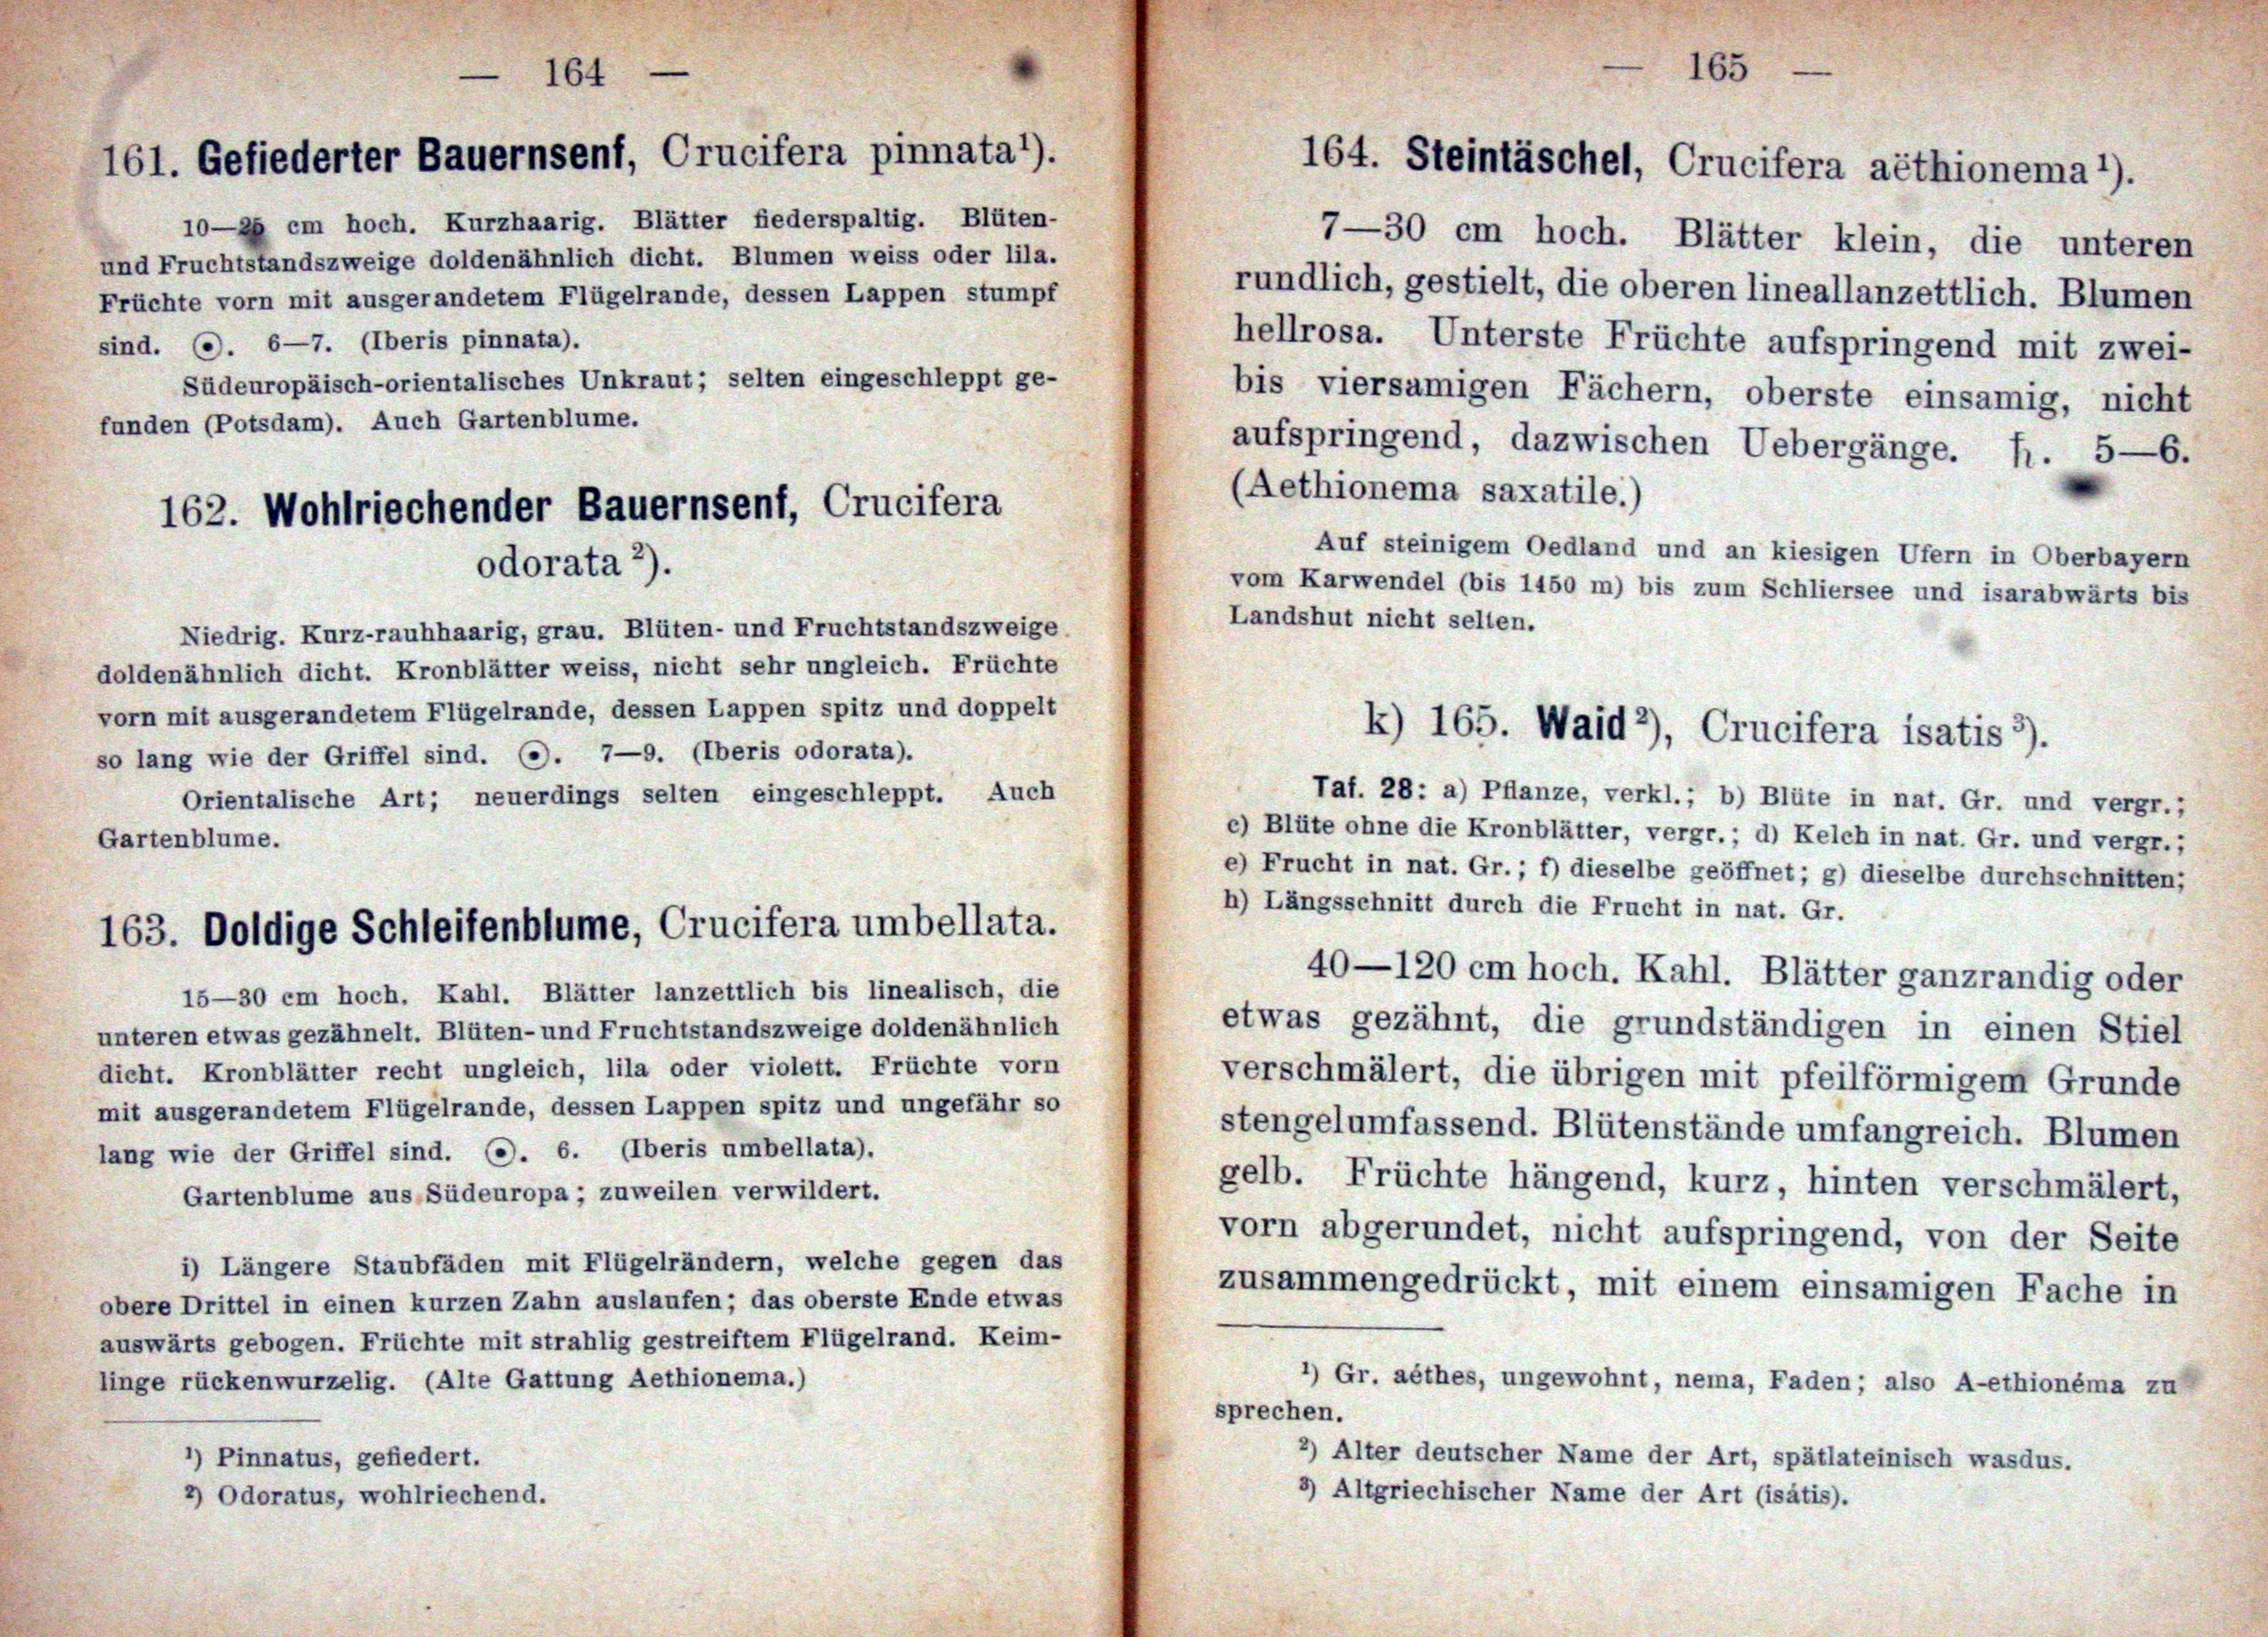 — 164 —
161. Gefiederter Bauernsenf, Crucifera pinnata¹).
10—25 cm hoch. Kurzhaarig. Blätter fiederspaltig. Blüten-
und Fruchtstandszweige doldenähnlich dicht. Blumen weiss oder lila.
Früchte vorn mit ausgerandetem Flügelrande, dessen Lappen stumpf
sind. ⊙. 6—7. (Iberis pinnata).
Südeuropäisch-orientalisches Unkraut; selten eingeschleppt ge-
funden (Potsdam). Auch Gartenblume.
162. Wohlriechender Bauernsenf, Crucifera
odorata²).
Niedrig. Kurz-rauhhaarig, grau. Blüten- und Fruchtstandszweige
doldenähnlich dicht. Kronblätter weiss, nicht sehr ungleich. Früchte
vorn mit ausgerandetem Flügelrande, dessen Lappen spitz und doppelt
so lang wie der Griffel sind. ⊙. 7—9. (Iberis odorata).
Orientalische Art; neuerdings selten eingeschleppt. Auch
Gartenblume.
163. Doldige Schleifenblume, Crucifera umbellata.
15—30 cm hoch. Kahl. Blätter lanzettlich bis linealisch, die
unteren etwas gezähnelt. Blüten- und Fruchtstandszweige doldenähnlich
dicht. Kronblätter recht ungleich, lila oder violett. Früchte vorn
mit ausgerandetem Flügelrande, dessen Lappen spitz und ungefähr so
lang wie der Griffel sind. ⊙. 6. (Iberis umbellata).
Gartenblume aus Südeuropa; zuweilen verwildert.
i) Längere Staubfäden mit Flügelrändern, welche gegen das
obere Drittel in einen kurzen Zahn auslaufen; das oberste Ende etwas
auswärts gebogen. Früchte mit strahlig gestreiftem Flügelrand. Keim-
linge rückenwurzelig. (Alte Gattung Aethionema.)
¹) Pinnatus, gefiedert.
²) Odoratus, wohlriechend.
— 165 —
164. Steintäschel, Crucifera aëthionema¹).
7—30 cm hoch. Blätter klein, die unteren
rundlich, gestielt, die oberen lineallanzettlich. Blumen
hellrosa. Unterste Früchte aufspringend mit zwei-
bis viersamigen Fächern, oberste einsamig, nicht
aufspringend, dazwischen Uebergänge. ♄. 5—6.
(Aethionema saxatile.)
Auf steinigem Oedland und an kiesigen Ufern in Oberbayern
vom Karwendel (bis 1450 m) bis zum Schliersee und isarabwärts bis
Landshut nicht selten.
k) 165. Waid²), Crucifera isatis³).
Taf. 28: a) Pflanze, verkl.; b) Blüte in nat. Gr. und vergr.;
c) Blüte ohne die Kronblätter, vergr.; d) Kelch in nat. Gr. und vergr.;
e) Frucht in nat. Gr.; f) dieselbe geöffnet; g) dieselbe durchschnitten;
h) Längsschnitt durch die Frucht in nat. Gr.
40—120 cm hoch. Kahl. Blätter ganzrandig oder
etwas gezähnt, die grundständigen in einen Stiel
verschmälert, die übrigen mit pfeilförmigem Grunde
stengelumfassend. Blütenstände umfangreich. Blumen
gelb. Früchte hängend, kurz, hinten verschmälert,
vorn abgerundet, nicht aufspringend, von der Seite
zusammengedrückt, mit einem einsamigen Fache in
¹) Gr. aéthes, ungewohnt, nema, Faden; also A-ethionéma zu
sprechen.
²) Alter deutscher Name der Art, spätlateinisch wasdus.
³) Altgriechischer Name der Art (isátis).